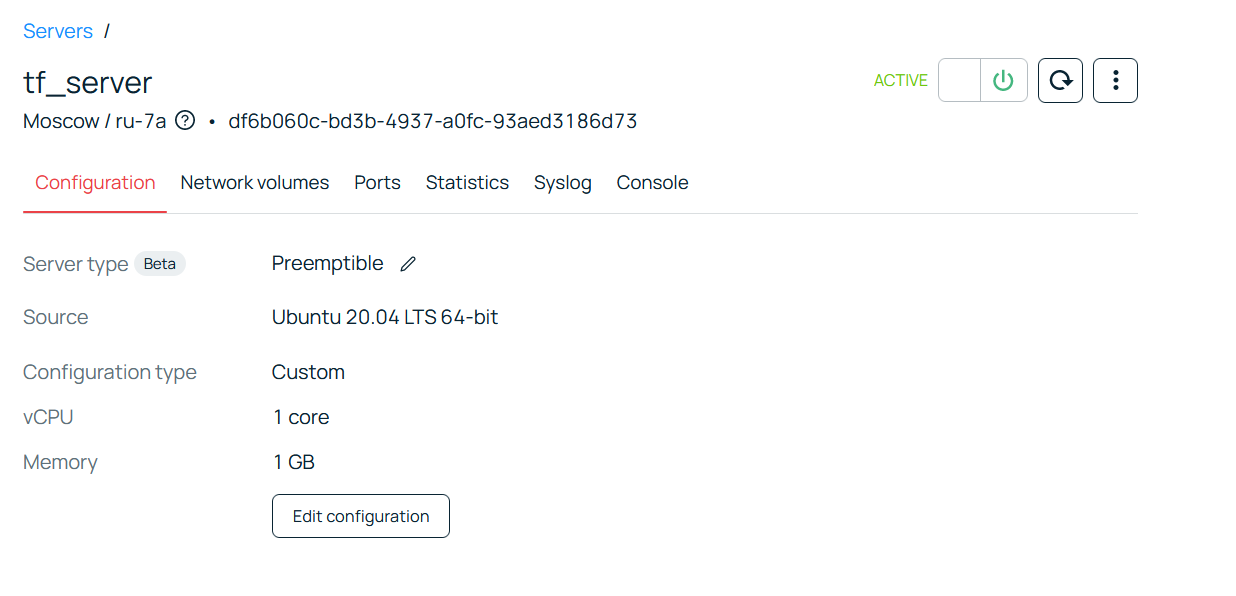 Servers /
tf_server
ACTIVE
Moscow / ru-7a ? • df6b060c-bd3b-4937-a0fc-93aed3186d73
Configuration Network volumes Ports Statistics Syslog Console
Server type Beta Preemptible
Source Ubuntu 20.04 LTS 64-bit
Configuration type Custom
vCPU 1 core
Memory 1 GB
Edit configuration